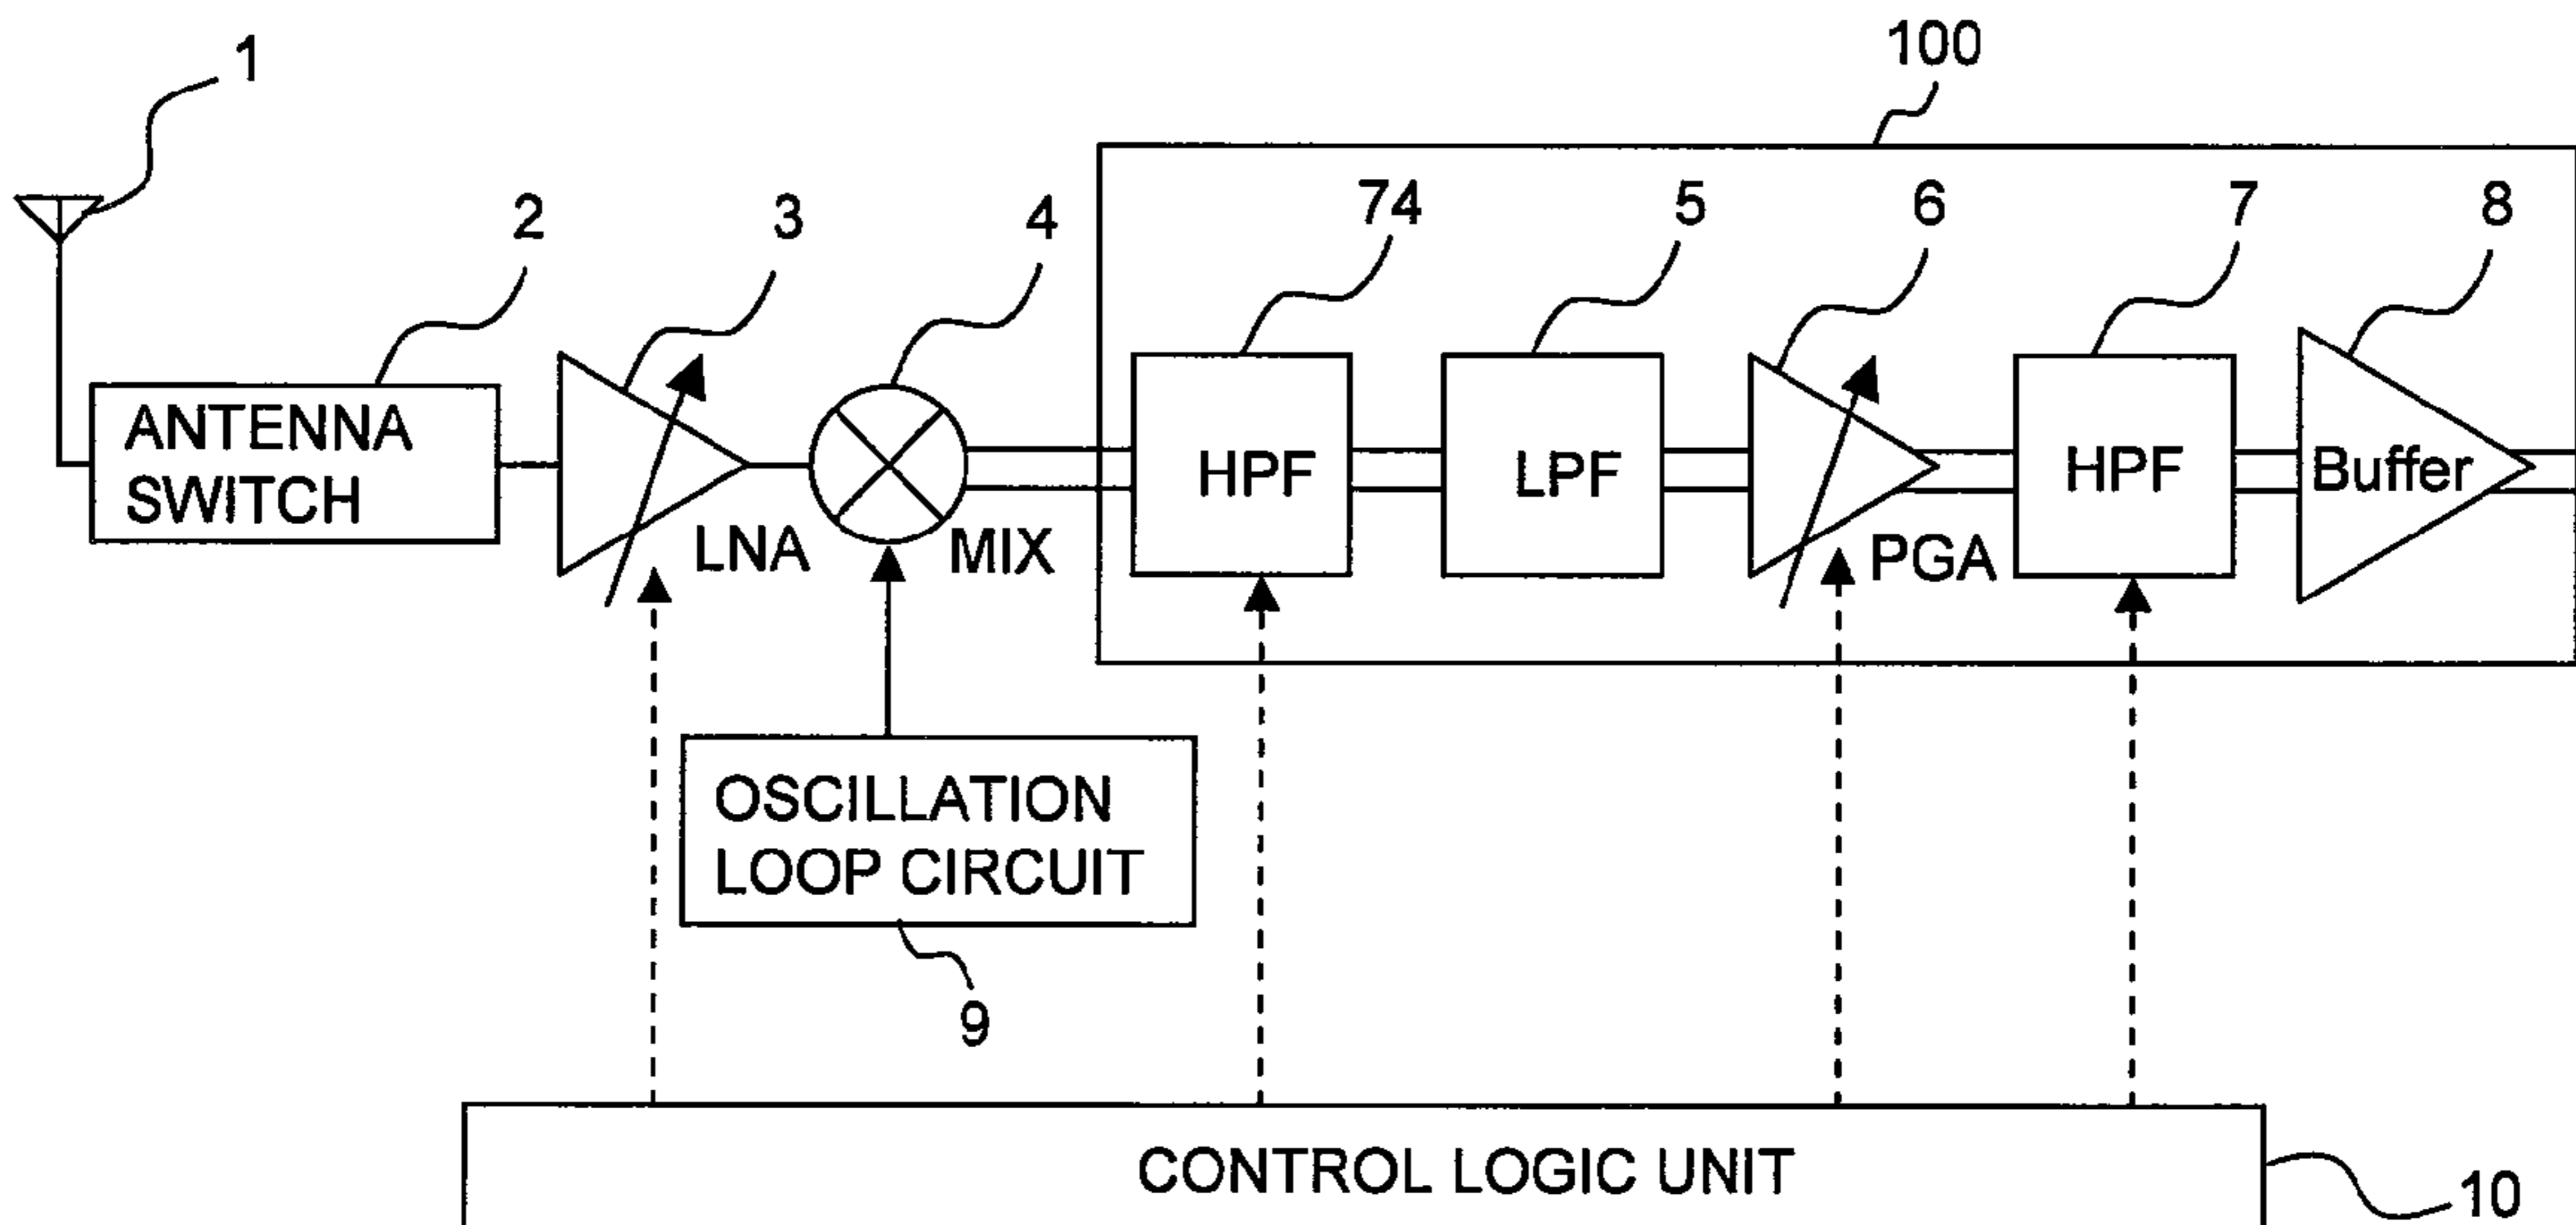 100
1
2
3
4
74
5
6
7
8
ANTENNA
SWITCH
HPF
LPF
HPF
Buffer
LNA
MIX
PGA
OSCILLATION
LOOP CIRCUIT
9
CONTROL LOGIC UNIT
10